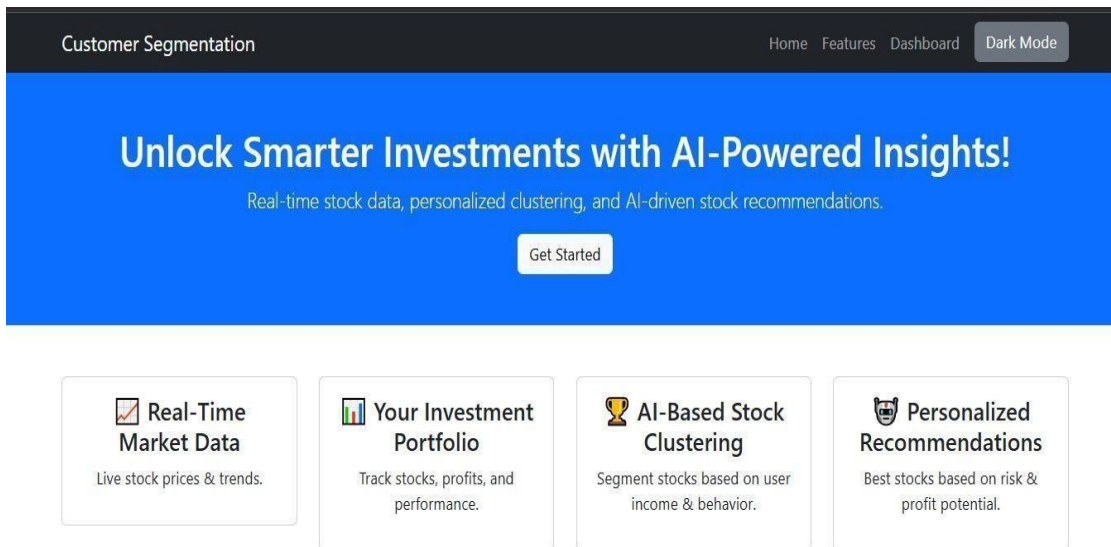 Customer Segmentation
Home Features Dashboard Dark Mode
Unlock Smarter Investments with AI-Powered Insights!
Real-time stock data, personalized clustering, and AI-driven stock recommendations.
Get Started
Real-Time
Market Data
Live stock prices & trends.
Your Investment
Portfolio
Track stocks, profits, and
performance.
AI-Based Stock
Clustering
Segment stocks based on user
income & behavior.
Personalized
Recommendations
Best stocks based on risk &
profit potential.